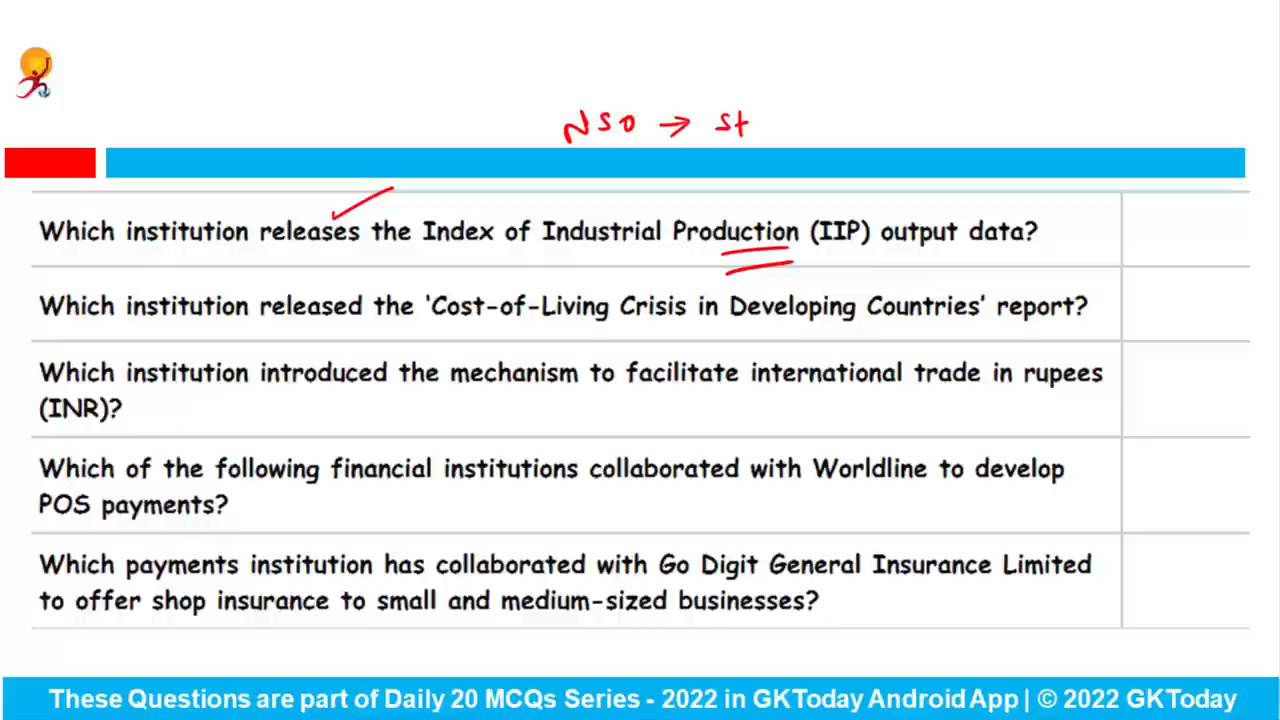 NSO → St
Which institution releases the Index of Industrial Production (IIP) output data?
Which institution released the 'Cost-of-Living Crisis in Developing Countries' report?
Which institution introduced the mechanism to facilitate international trade in rupees
(INR)?
Which of the following financial institutions collaborated with Worldline to develop
POS payments?
Which payments institution has collaborated with Go Digit General Insurance Limited
to offer shop insurance to small and medium-sized businesses?
These Questions are part of Daily 20 MCQs Series - 2022 in GKToday Android App | © 2022 GKToday